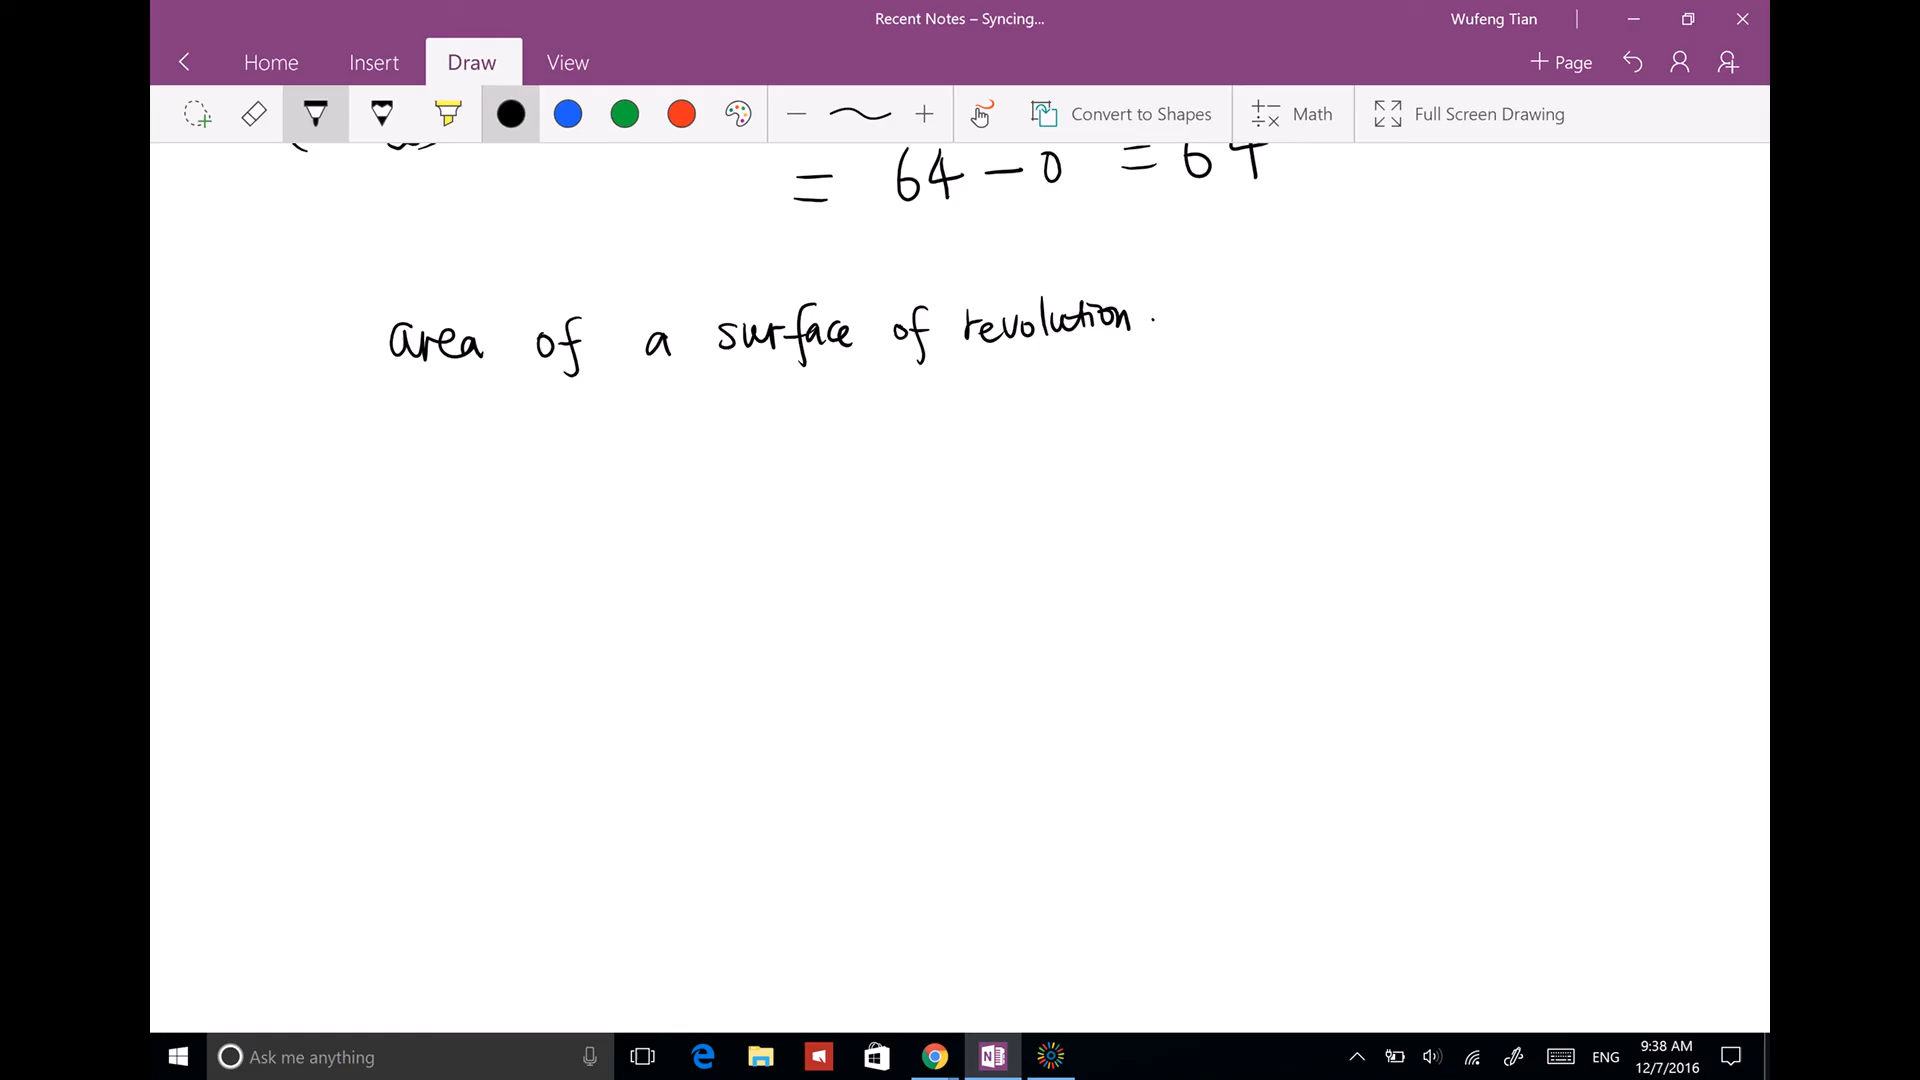 Recent Notes – Syncing...
Wufeng Tian
Home Insert Draw View
Page
Convert to Shapes
Math
Full Screen Drawing
= 64 - 0 = 64
area of a surface of revolution.
Ask me anything
ENG
9:38 AM
12/7/2016